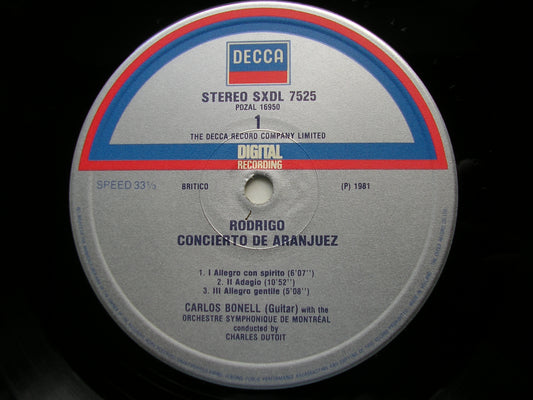 DECCA
STEREO SXDL 7525
PDZAL 16950
1
THE DECCA RECORD COMPANY LIMITED
DIGITAL
RECORDING
SPEED 33⅓
BRITICO
(P) 1981
RODRIGO
CONCIERTO DE ARANJUEZ
1. I Allegro con spirito (6'07'')
2. II Adagio (10'52'')
3. III Allegro gentile (5'08'')
CARLOS BONELL (Guitar) with the
ORCHESTRE SYMPHONIQUE DE MONTRÉAL
conducted by
CHARLES DUTOIT